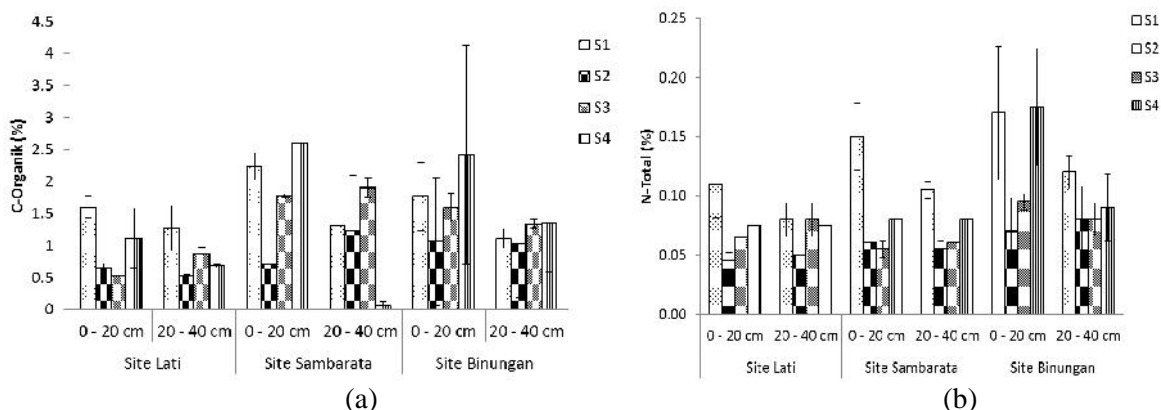 4.5
4
3.5
3
2.5
2
1.5
1
0.5
0
C-Organik (%)
0 - 20 cm
20 - 40 cm
0 - 20 cm
20 - 40 cm
0 - 20 cm
20 - 40 cm
Site Lati
Site Sambarata
Site Binungan
S1
S2
S3
S4
(a)
0.25
0.20
0.15
0.10
0.05
0.00
N-Total (%)
0 - 20 cm
20 - 40 cm
0 - 20 cm
20 - 40 cm
0 - 20 cm
20 - 40 cm
Site Lati
Site Sambarata
Site Binungan
S1
S2
S3
S4
(b)